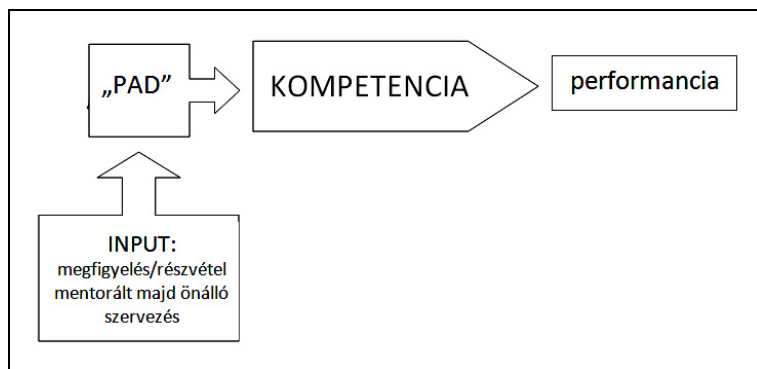 „PAD”
KOMPETENCIA
performancia
INPUT:
megfigyelés/részvétel
mentorált majd önálló
szervezés